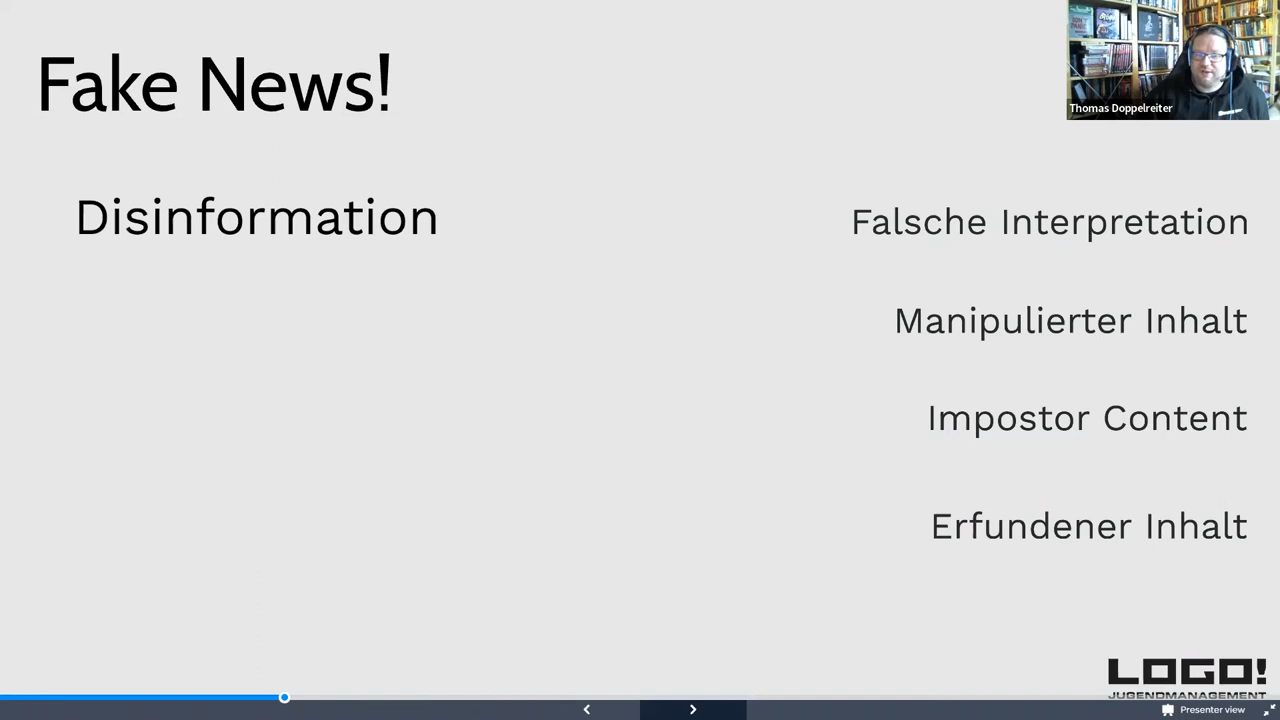 Fake News!
Thomas Doppelreiter
Disinformation
Falsche Interpretation
Manipulierter Inhalt
Impostor Content
Erfundener Inhalt
LOGO!
JUGENDMANAGEMENT
Presenter view